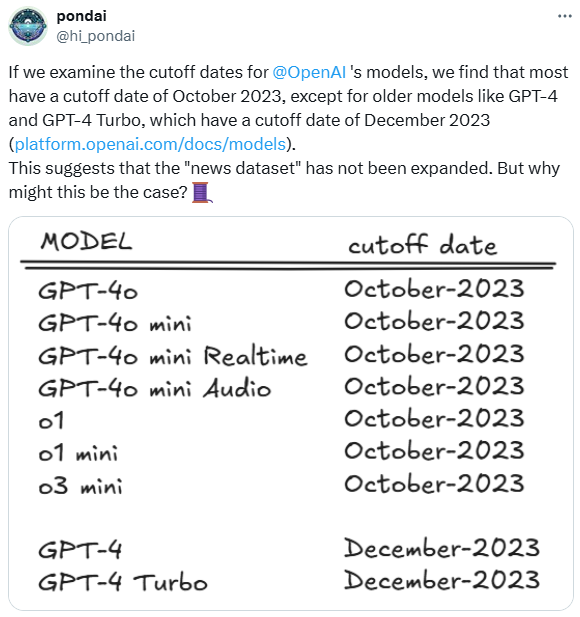 pondai
@hi_pondai
If we examine the cutoff dates for @OpenAI 's models, we find that most
have a cutoff date of October 2023, except for older models like GPT-4
and GPT-4 Turbo, which have a cutoff date of December 2023
(platform.openai.com/docs/models).
This suggests that the "news dataset" has not been expanded. But why
might this be the case? 🧵
MODEL cutoff date
GPT-4o October-2023
GPT-4o mini October-2023
GPT-4o mini Realtime October-2023
GPT-4o mini Audio October-2023
o1 October-2023
o1 mini October-2023
o3 mini October-2023
GPT-4 December-2023
GPT-4 Turbo December-2023